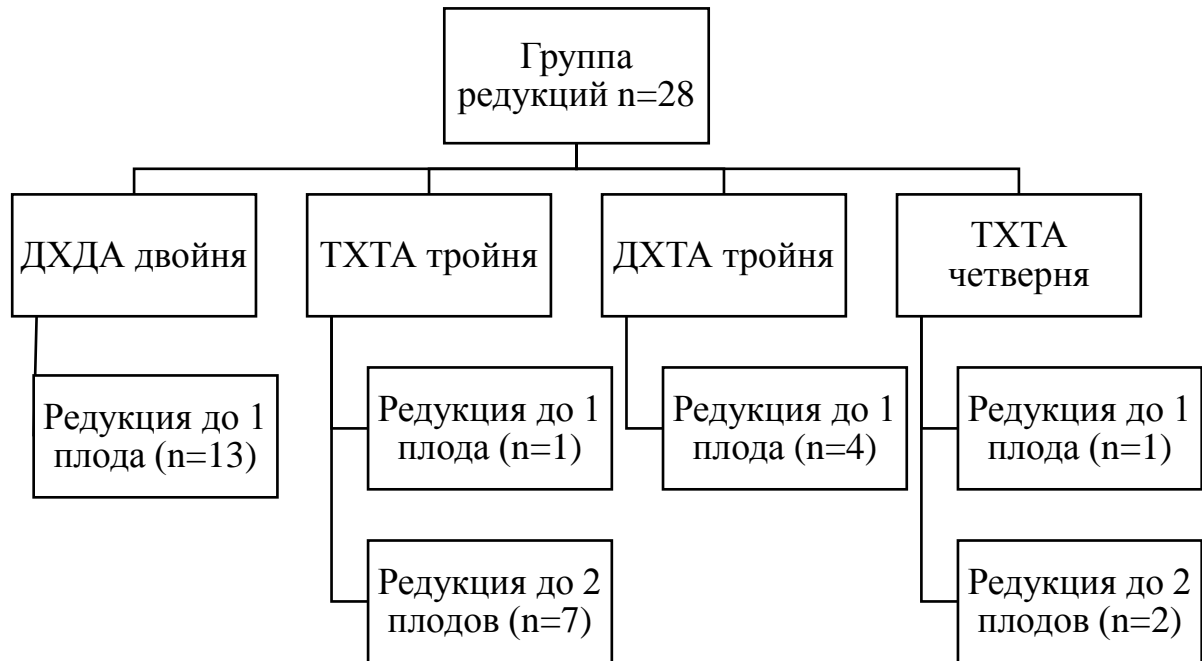 Группа
редукций n=28
ДХДА двойня
ТХТА тройня
ДХТА тройня
ТХТА
четверня
Редукция до 1
плода (n=13)
Редукция до 1
плода (n=1)
Редукция до 1
плода (n=4)
Редукция до 1
плода (n=1)
Редукция до 2
плодов (n=7)
Редукция до 2
плодов (n=2)